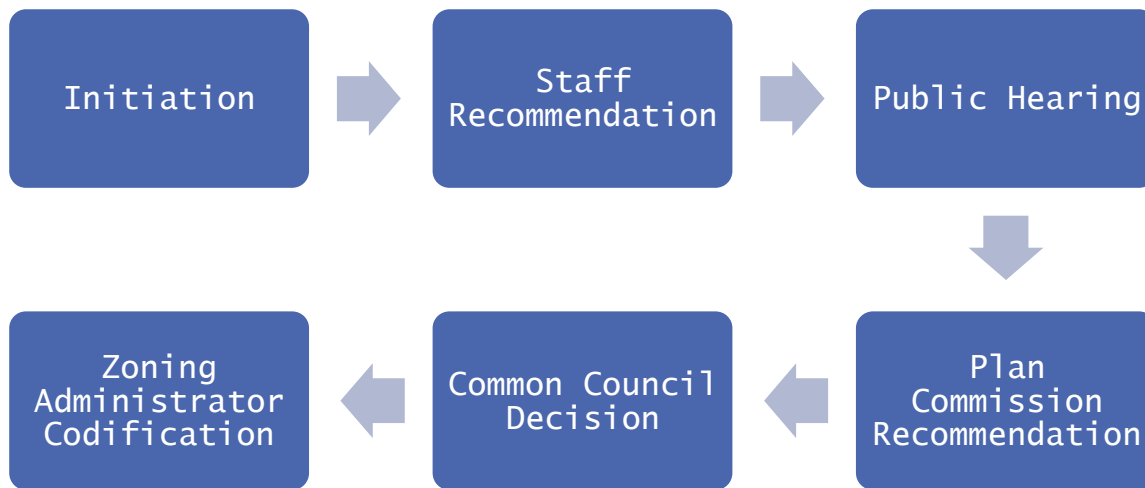 Initiation
Staff
Recommendation
Public Hearing
Plan
Commission
Recommendation
Common Council
Decision
Zoning
Administrator
Codification